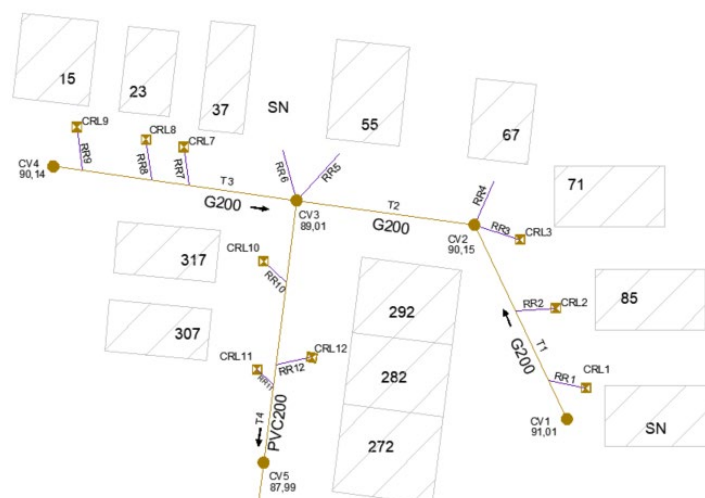 15
23
37
SN
55
67
71
CRL9
CRL8
CRL7
RR9
RR8
RR7
RR6
RR5
RR4
CV4
90,14
T3
G200
CV3
89,01
T2
G200
CV2
90,15
RR3
CRL3
317
CRL10
RR10
292
RR2
CRL2
85
307
CRL11
RR11
CRL12
RR12
282
T1
G200
RR1
CRL1
T4
PVC200
272
CV1
91,01
SN
CV5
87,99